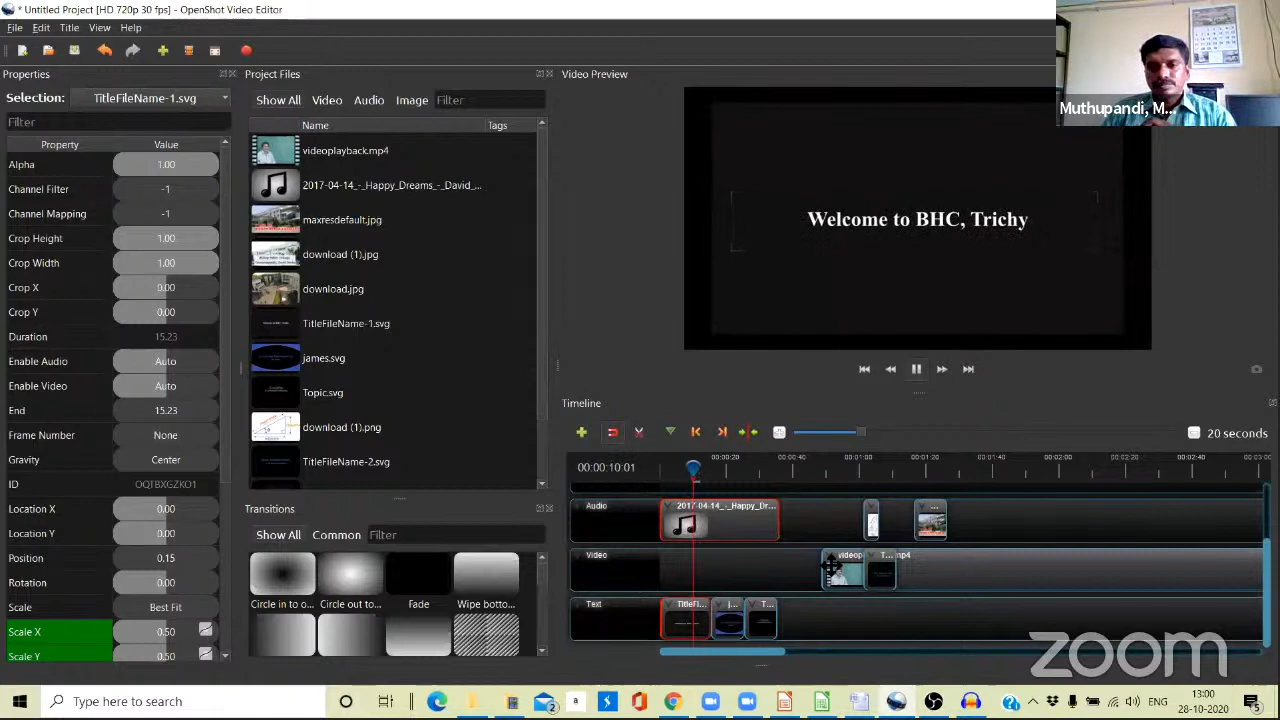 * Untitled Project [HD 720p 30 fps] - OpenShot Video Editor
File Edit Title View Help
Properties
Selection: TitleFileName-1.svg
Filter
Property Value
Alpha 1.00
Channel Filter -1
Channel Mapping -1
op Height 1.00
op Width 1.00
Crop X 0.00
Crop Y 0.00
Duration 15.23
Enable Audio Auto
Enable Video Auto
End 15.23
Frame Number None
Gravity Center
ID OQTBXGZKO1
ion X 0.00
Location Y 0.00
Position 0.15
Rotation 0.00
Scale Best Fit
Scale X 0.50
Scale Y 0.50
Project Files
Show All Video Audio Image Filter
Name Tags
videoplayback.mp4
2017-04-14_-_Happy_Dreams_-_David_...
maxresdefault.jpg
download (1).jpg
download.jpg
TitleFileName-1.svg
james.svg
Topic.svg
download (1).png
TitleFileName-2.svg
Transitions
Show All Common Filter
Circle in to o...
Circle out to...
Fade
Wipe botto...
Video Preview
Welcome to BHC, Trichy
Muthupandi, M...
Timeline
20 seconds
00:00:10:01
00:00:20 00:00:40 00:01:00 00:01:20 00:01:40 00:02:00 00:02:20 00:02:40 00:03:00
Audio 2017-04-14_-_Happy_Dr... ...
Video videop T... mp4
Text TitleFi... j... T...
zoom
Type here to search
2
a
ENG
13:00
28-10-2020
5